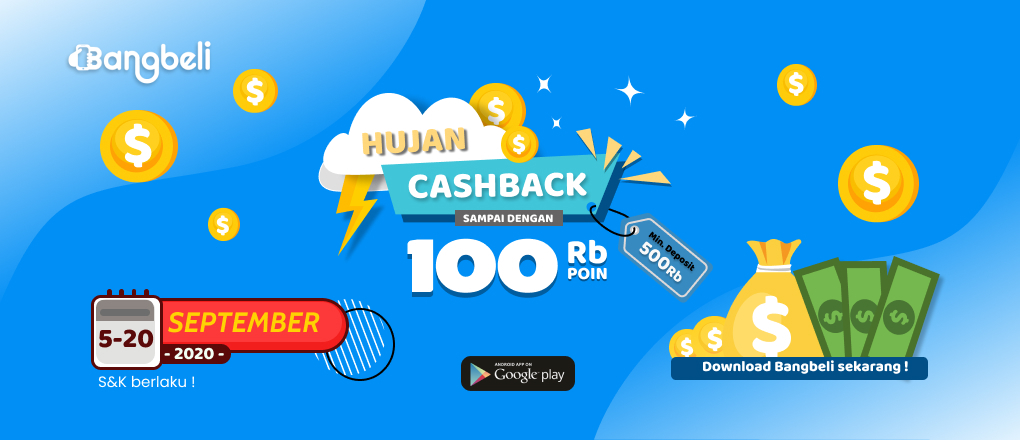 Bangbeli
HUJAN
CASHBACK
SAMPAI DENGAN
100 Rb
POIN
Min. Deposit
500Rb
5-20
SEPTEMBER
- 2020 -
S&K berlaku !
ANDROID APP ON
Google play
$
$
$
$
$
$
$
$
$
$
$
$
$
$
Download Bangbeli sekarang !